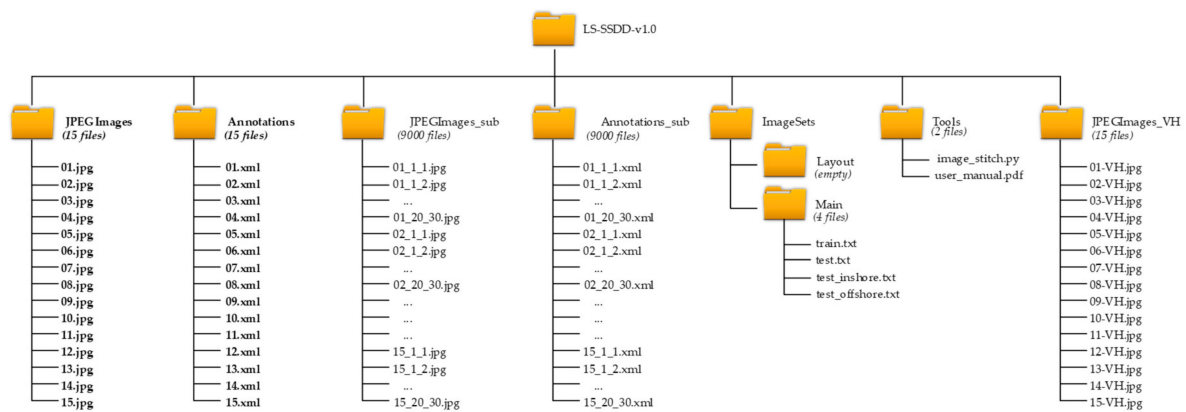 LS-SSDD-v1.0
JPEGImages
(15 files)
01.jpg
02.jpg
03.jpg
04.jpg
05.jpg
06.jpg
07.jpg
08.jpg
09.jpg
10.jpg
11.jpg
12.jpg
13.jpg
14.jpg
15.jpg
Annotations
(15 files)
01.xml
02.xml
03.xml
04.xml
05.xml
06.xml
07.xml
08.xml
09.xml
10.xml
11.xml
12.xml
13.xml
14.xml
15.xml
JPEGImages_sub
(9000 files)
01_1_1.jpg
01_1_2.jpg
...
01_20_30.jpg
02_1_1.jpg
02_1_2.jpg
...
02_20_30.jpg
...
...
...
15_1_1.jpg
15_1_2.jpg
...
15_20_30.jpg
Annotations_sub
(9000 files)
01_1_1.xml
01_1_2.xml
...
01_20_30.xml
02_1_1.xml
02_1_2.xml
...
02_20_30.xml
...
...
...
15_1_1.xml
15_1_2.xml
...
15_20_30.xml
ImageSets
Layout
(empty)
Main
(4 files)
train.txt
test.txt
test_inshore.txt
test_offshore.txt
Tools
(2 files)
image_stitch.py
user_manual.pdf
JPEGImages_VH
(15 files)
01-VH.jpg
02-VH.jpg
03-VH.jpg
04-VH.jpg
05-VH.jpg
06-VH.jpg
07-VH.jpg
08-VH.jpg
09-VH.jpg
10-VH.jpg
11-VH.jpg
12-VH.jpg
13-VH.jpg
14-VH.jpg
15-VH.jpg